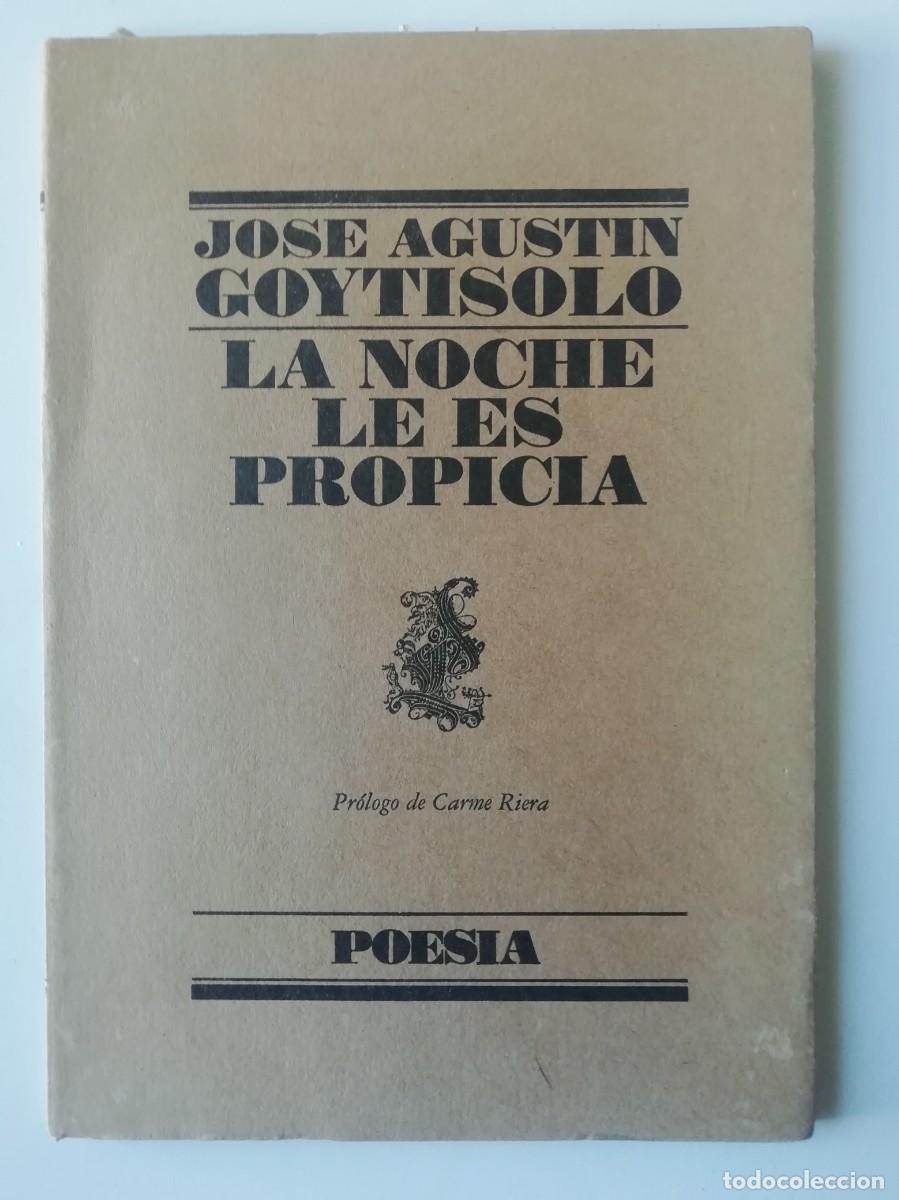 JOSE AGUSTIN
GOYTISOLO
LA NOCHE
LE ES
PROPICIA
Prólogo de Carme Riera
POESIA
todocoleccion